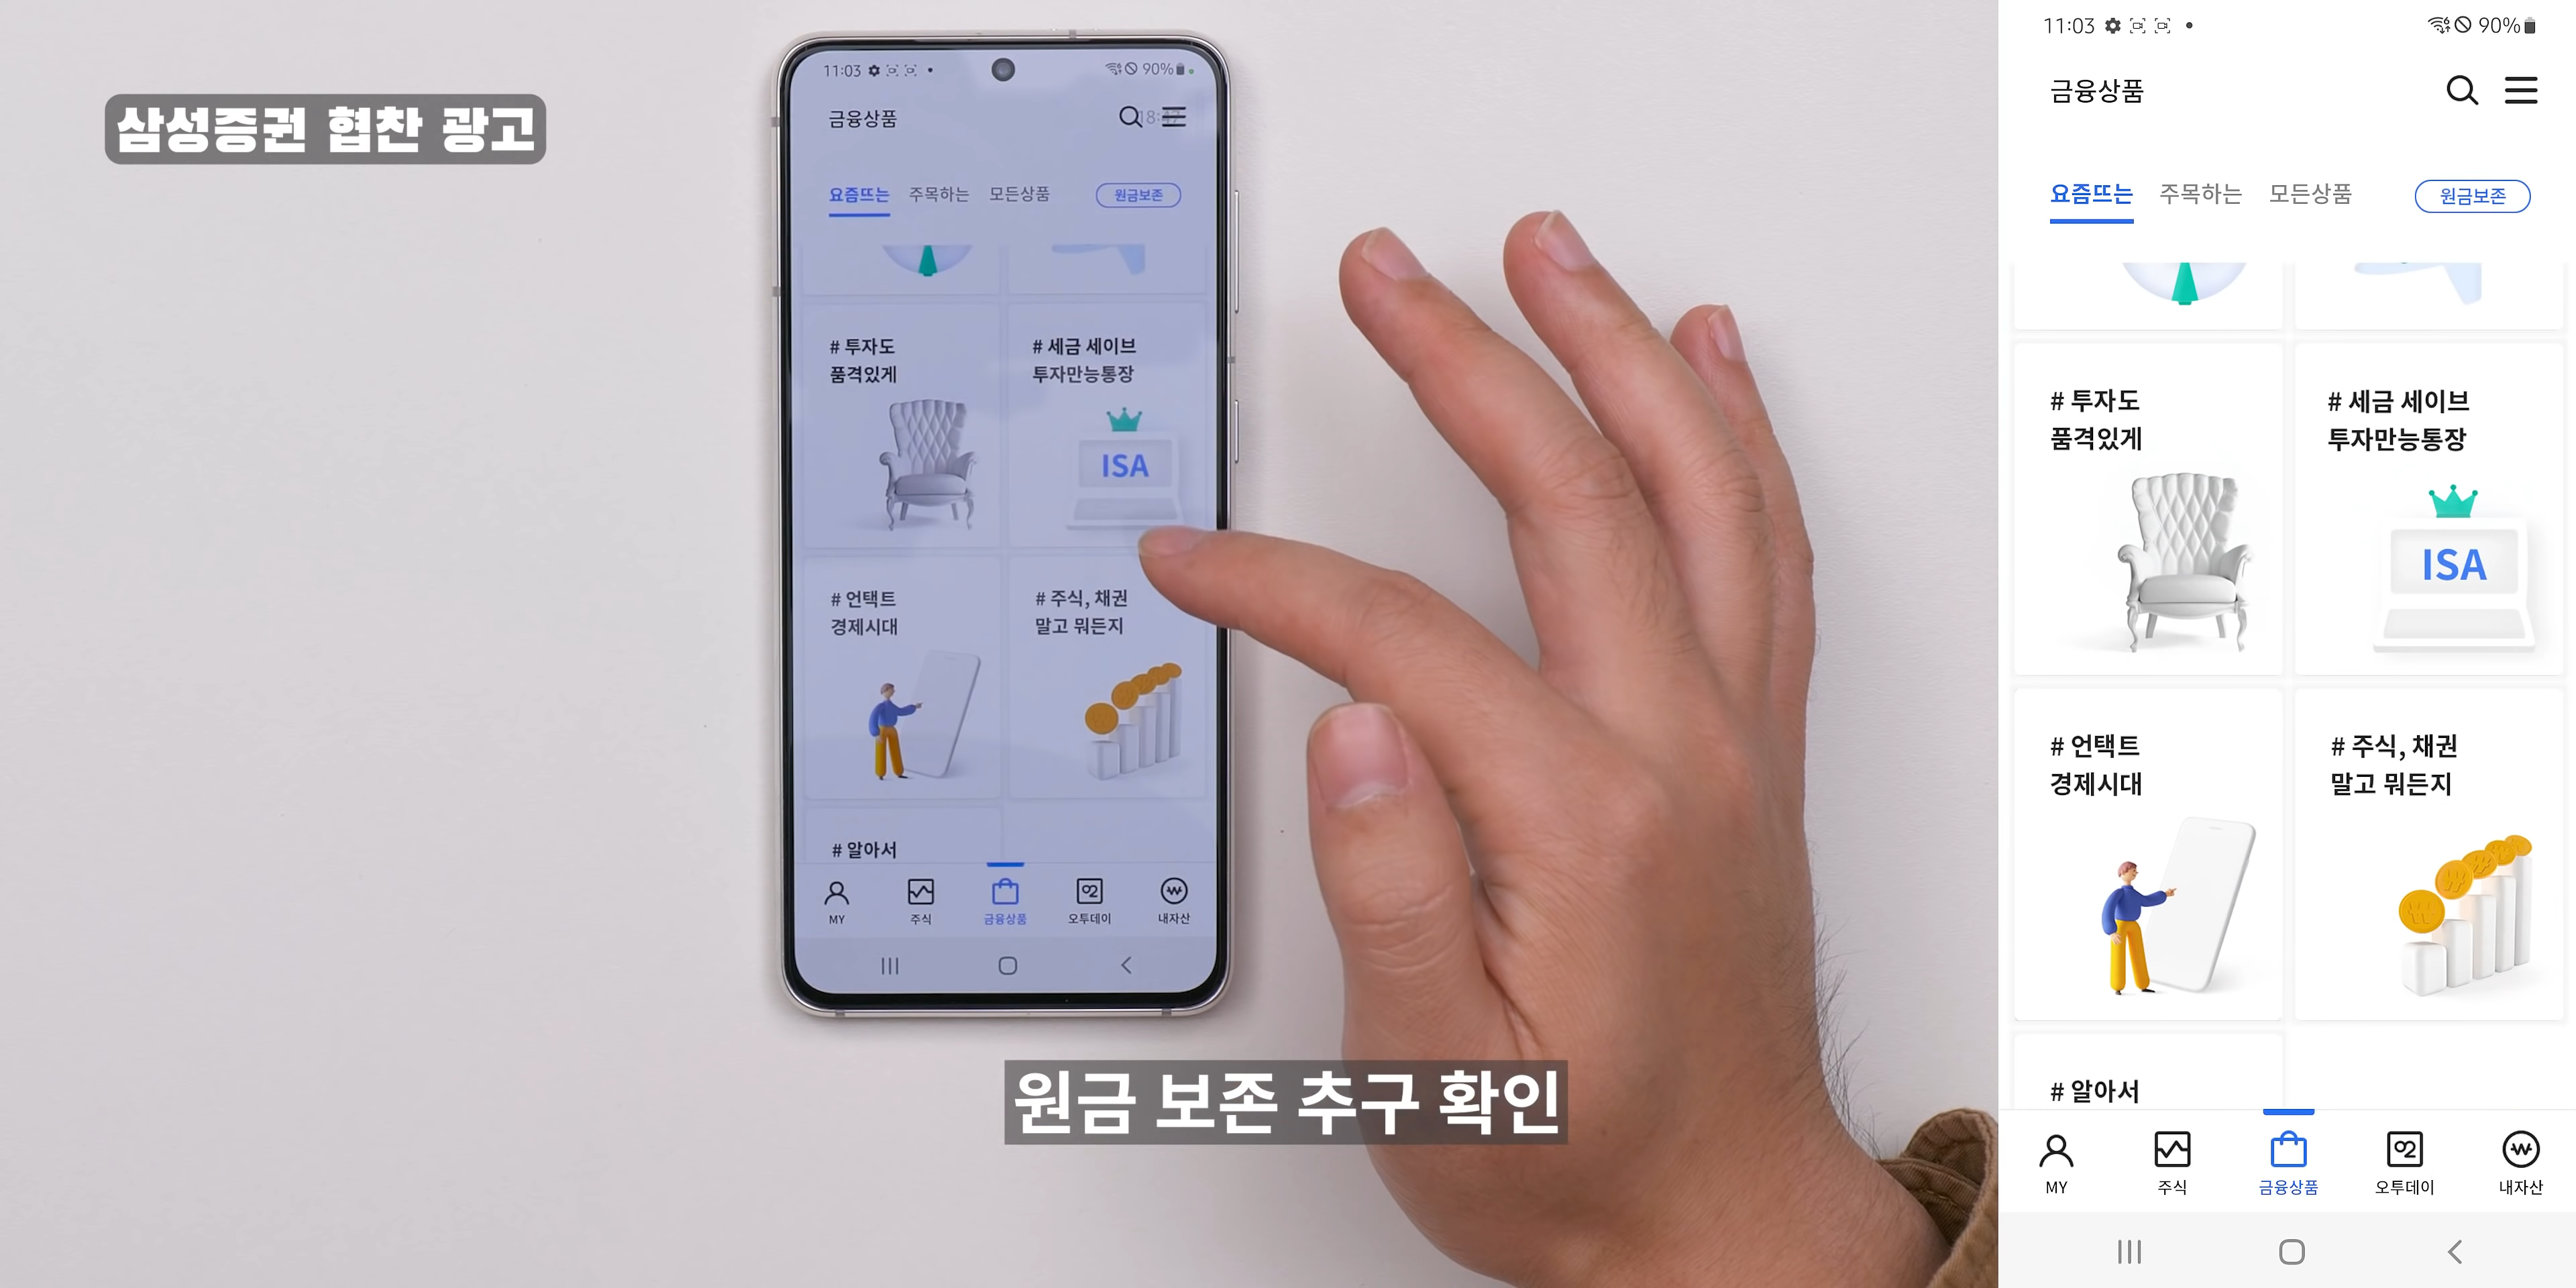 삼성증권 협찬 광고
11:03
90%
금융상품
요즘뜨는 주목하는 모든상품 원금보존
# 투자도
품격있게
# 세금 세이브
투자만능통장
ISA
# 언택트
경제시대
# 주식, 채권
말고 뭐든지
# 알아서
MY 주식 금융상품 오투데이 내자산
원금 보존 추구 확인
11:03
90%
금융상품
요즘뜨는 주목하는 모든상품 원금보존
# 투자도
품격있게
# 세금 세이브
투자만능통장
ISA
# 언택트
경제시대
# 주식, 채권
말고 뭐든지
# 알아서
MY 주식 금융상품 오투데이 내자산